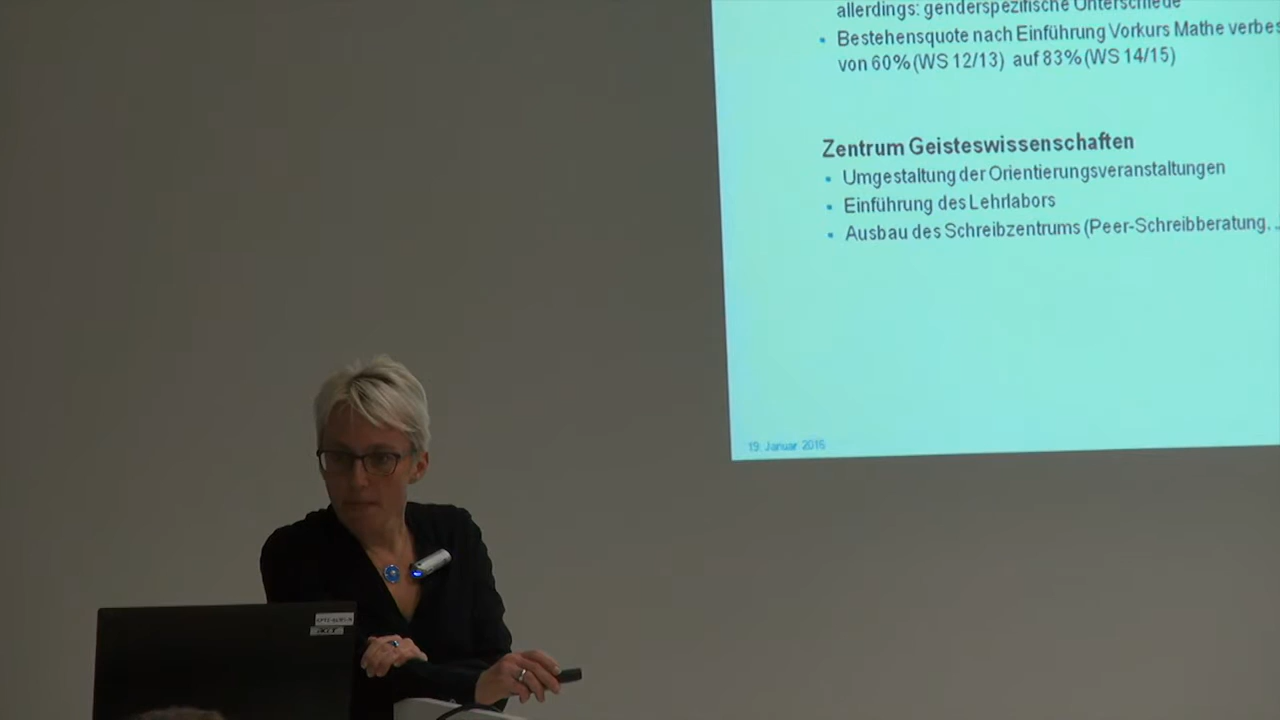 allerdings: genderspezifische Unterschiede
• Bestehensquote nach Einführung Vorkurs Mathe verbes
von 60% (WS 12/13) auf 83% (WS 14/15)
Zentrum Geisteswissenschaften
• Umgestaltung der Orientierungsveranstaltungen
• Einführung des Lehrlabors
• Ausbau des Schreibzentrums (Peer-Schreibberatung, ..
19. Januar 2016
acer